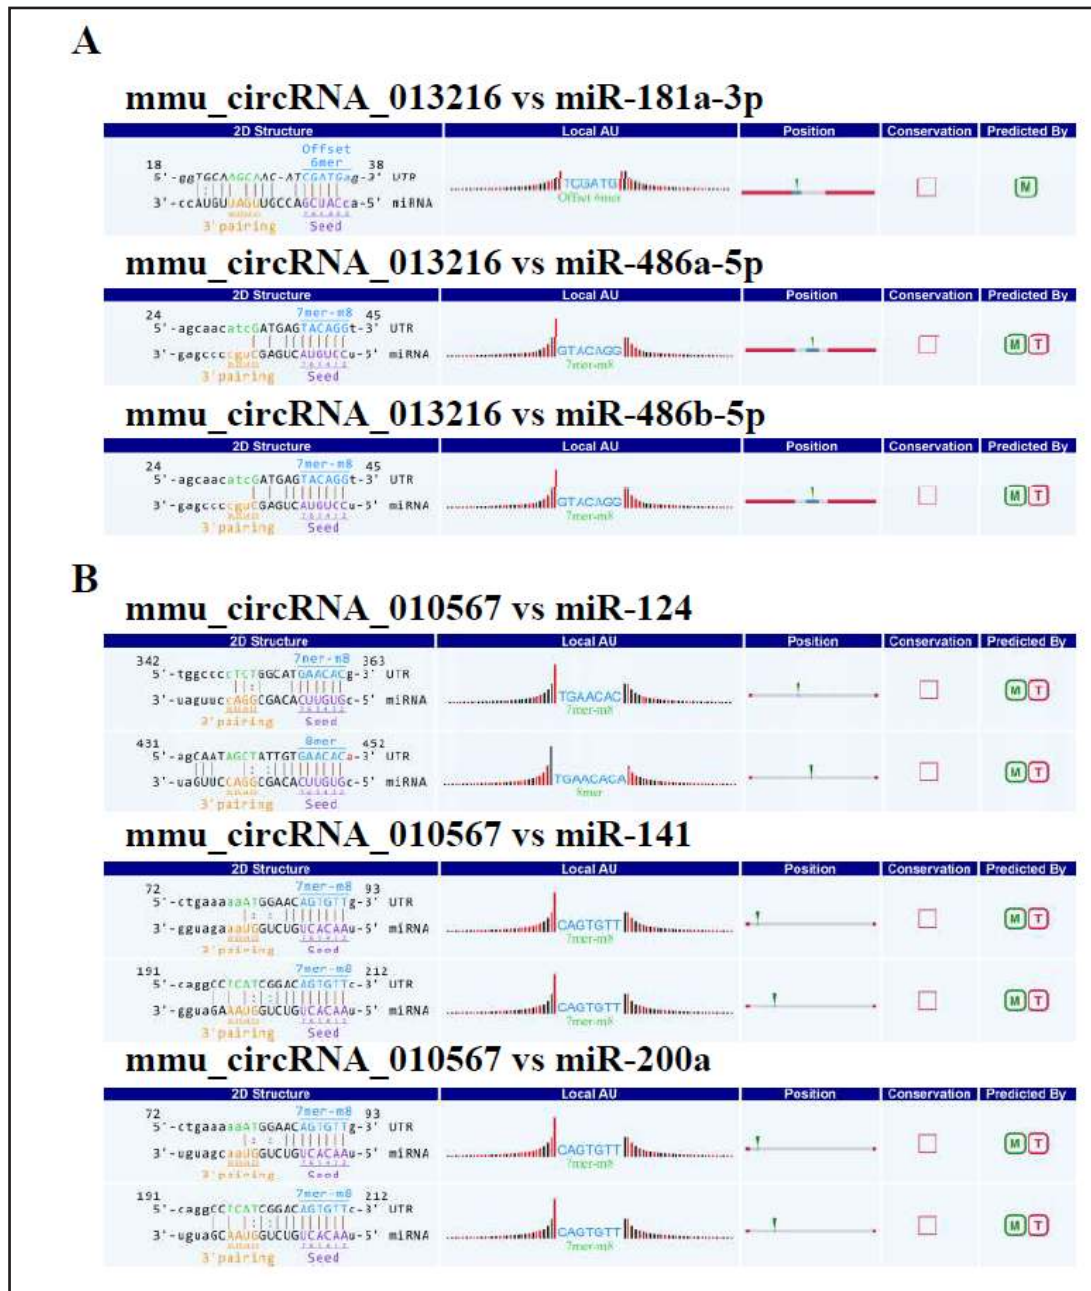 A
mmu_circRNA_013216 vs miR-181a-3p
2D Structure Local AU Position Conservation Predicted By
Offset
18 6mer 38
5'-ggTGCAAGCAAC-ATCGATGag-3' UTR
3'-ccAUGUUAGUUGCCAGCUACca-5' miRNA
3'pairing Seed
TCGATG
Offset 6mer
M
mmu_circRNA_013216 vs miR-486a-5p
2D Structure Local AU Position Conservation Predicted By
24 7mer-m8 45
5'-agcaacatcGATGAGTACAGGt-3' UTR
3'-gagccccguCGAGUCAUGUCCu-5' miRNA
3'pairing Seed
GTACAGG
7mer-m8
M T
mmu_circRNA_013216 vs miR-486b-5p
2D Structure Local AU Position Conservation Predicted By
24 7mer-m8 45
5'-agcaacatcGATGAGTACAGGt-3' UTR
3'-gagccccguCGAGUCAUGUCCu-5' miRNA
3'pairing Seed
GTACAGG
7mer-m8
M T
B
mmu_circRNA_010567 vs miR-124
2D Structure Local AU Position Conservation Predicted By
342 7mer-m8 363
5'-tggccccTCTGGCATGAACACg-3' UTR
3'-uaguucCAGGCGACACUUGUGc-5' miRNA
3'pairing Seed
TGAACAC
7mer-m8
M T
431 8mer 452
5'-agCAATAGCTATTGTGAACACa-3' UTR
3'-uaGUUCCAGGCGACACUUGUGc-5' miRNA
3'pairing Seed
TGAACACA
8mer
M T
mmu_circRNA_010567 vs miR-141
2D Structure Local AU Position Conservation Predicted By
72 7mer-m8 93
5'-ctgaaaaaATGGAACAGTGTTg-3' UTR
3'-gguagaaaUGGUCUGUCACAAu-5' miRNA
3'pairing Seed
CAGTGTT
7mer-m8
M T
191 7mer-m8 212
5'-caggCCTCATCGGACAGTGTTc-3' UTR
3'-gguaGAAAUGGUCUGUCACAAu-5' miRNA
3'pairing Seed
CAGTGTT
7mer-m8
M T
mmu_circRNA_010567 vs miR-200a
2D Structure Local AU Position Conservation Predicted By
72 7mer-m8 93
5'-ctgaaaaaATGGAACAGTGTTg-3' UTR
3'-uguagcaaUGGUCUGUCACAAu-5' miRNA
3'pairing Seed
CAGTGTT
7mer-m8
M T
191 7mer-m8 212
5'-caggCCTCATCGGACAGTGTTc-3' UTR
3'-uguaGCAAUGGUCUGUCACAAu-5' miRNA
3'pairing Seed
CAGTGTT
7mer-m8
M T